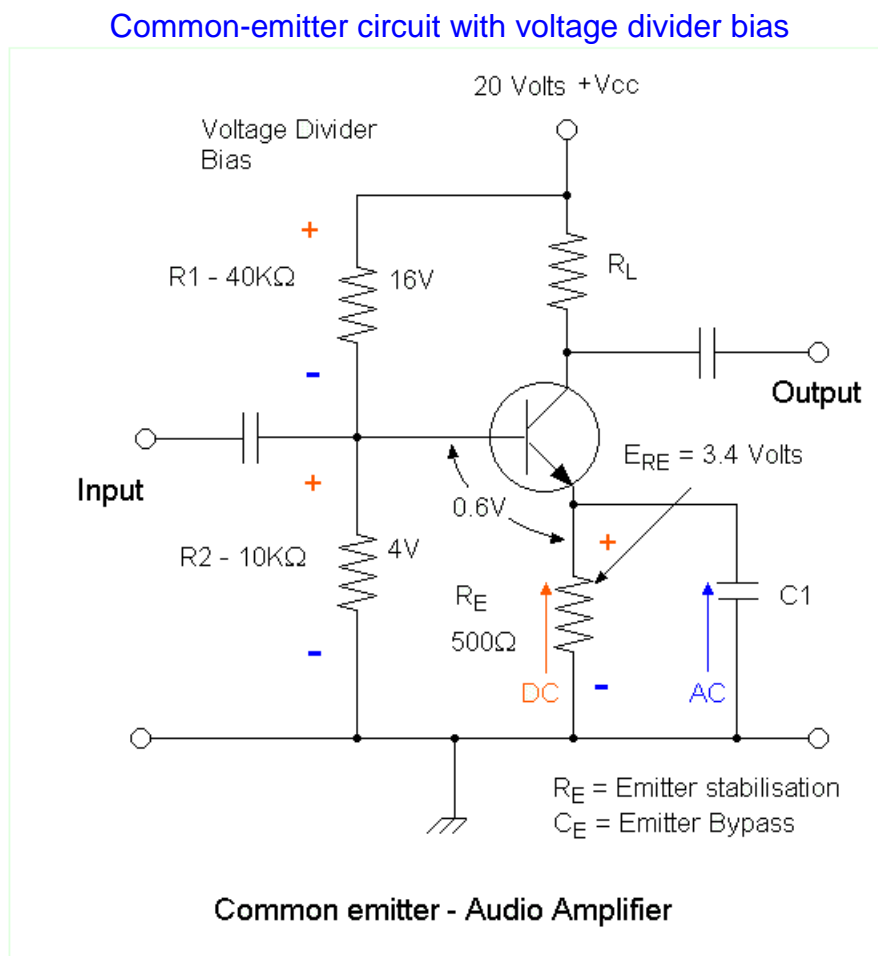 Common-emitter circuit with voltage divider bias
20 Volts +Vcc
Voltage Divider
Bias
+
R1 - 40KΩ
16V
RL
-
Output
Input
+
0.6V
ERE = 3.4 Volts
R2 - 10KΩ
4V
+
RE
500Ω
C1
-
DC
-
AC
RE = Emitter stabilisation
CE = Emitter Bypass
Common emitter - Audio Amplifier